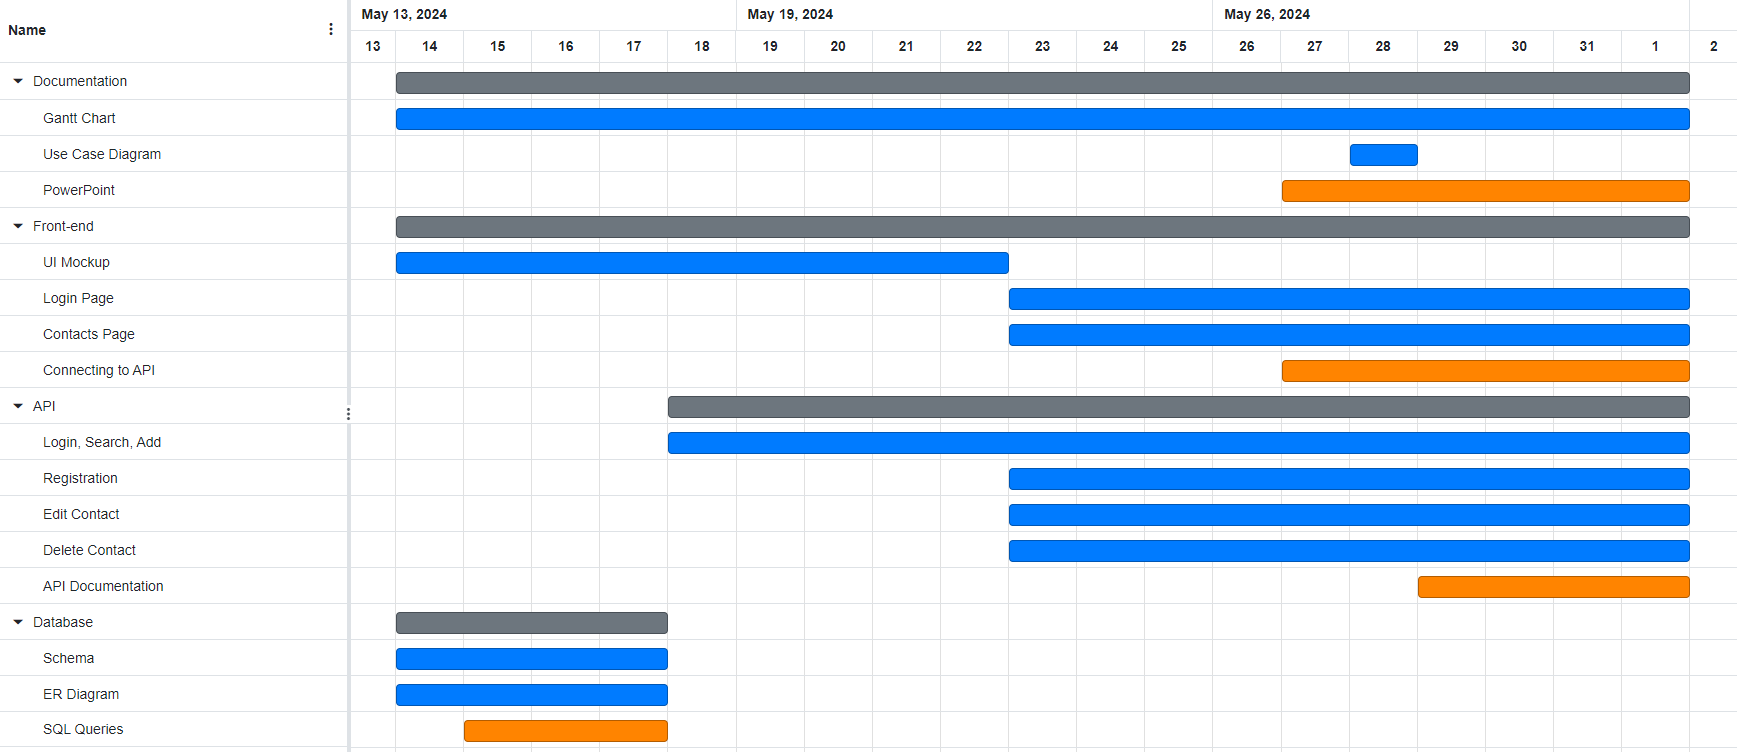 Name
May 13, 2024 May 19, 2024 May 26, 2024
13 14 15 16 17 18 19 20 21 22 23 24 25 26 27 28 29 30 31 1 2
Documentation
Gantt Chart
Use Case Diagram
PowerPoint
Front-end
UI Mockup
Login Page
Contacts Page
Connecting to API
API
Login, Search, Add
Registration
Edit Contact
Delete Contact
API Documentation
Database
Schema
ER Diagram
SQL Queries